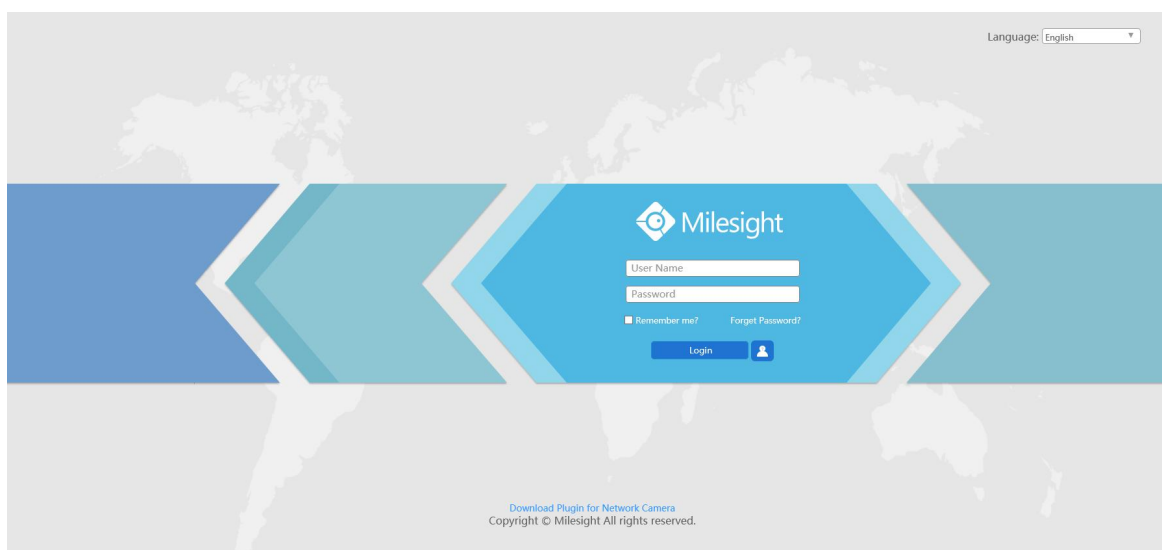 Language: English
Milesight
User Name
Password
Remember me? Forget Password?
Login
Download Plugin for Network Camera
Copyright © Milesight All rights reserved.